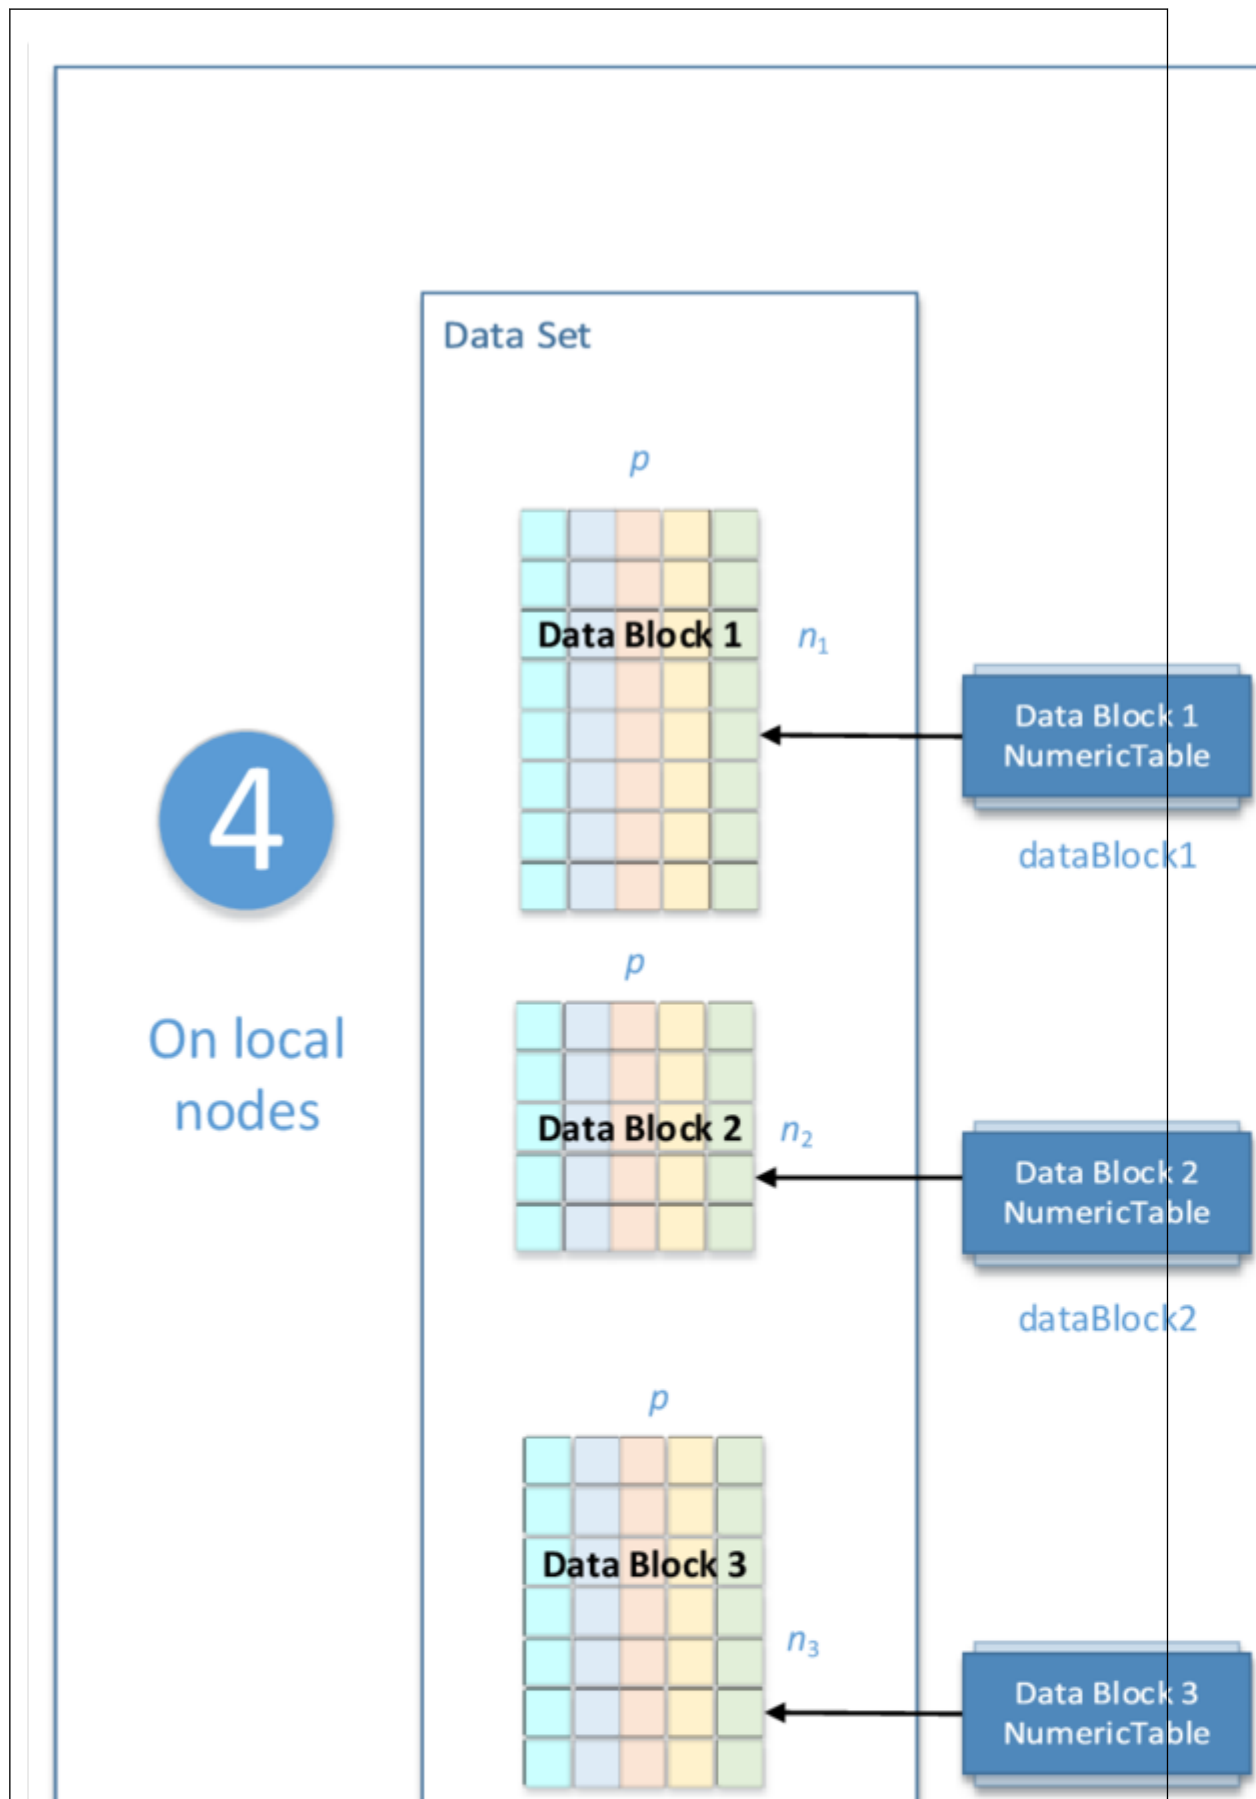 Data Set
p
Data Block 1
n1
Data Block 1
NumericTable
dataBlock1
4
On local
nodes
p
Data Block 2
n2
Data Block 2
NumericTable
dataBlock2
p
Data Block 3
n3
Data Block 3
NumericTable